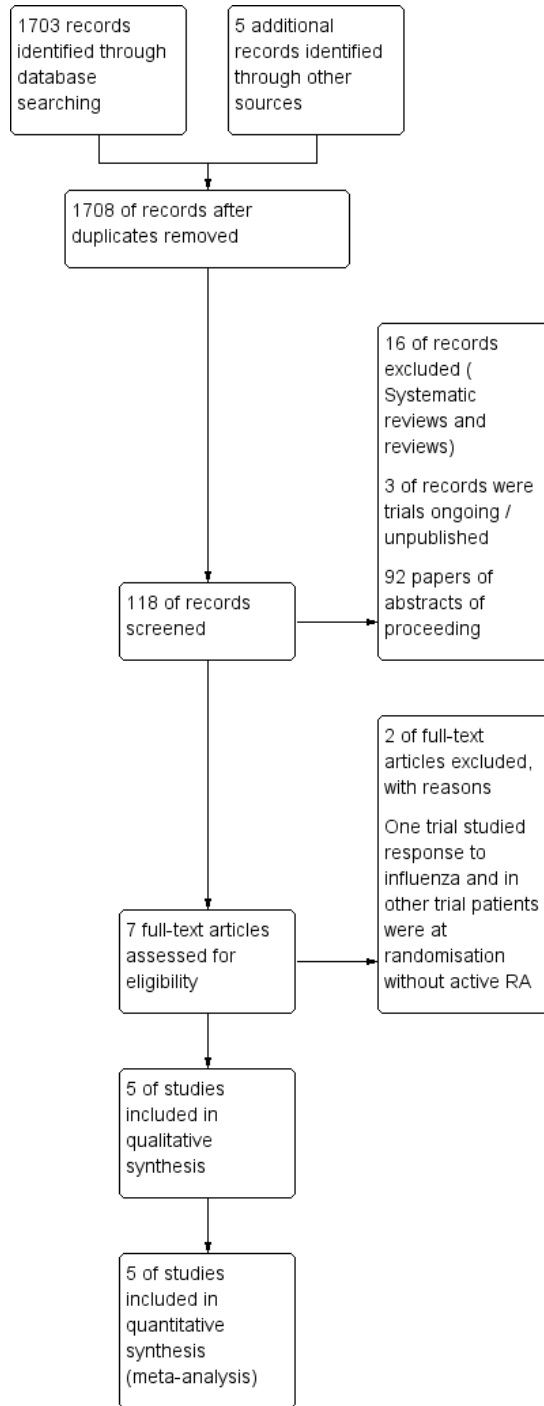 1703 records
identified through
database
searching
5 additional
records identified
through other
sources
1708 of records after
duplicates removed
16 of records
excluded (
Systematic
reviews and
reviews)
3 of records were
trials ongoing /
unpublished
92 papers of
abstracts of
proceeding
118 of records
screened
2 of full-text
articles excluded,
with reasons
One trial studied
response to
influenza and in
other trial patients
were at
randomisation
without active RA
7 full-text articles
assessed for
eligibility
5 of studies
included in
qualitative
synthesis
5 of studies
included in
quantitative
synthesis
(meta-analysis)